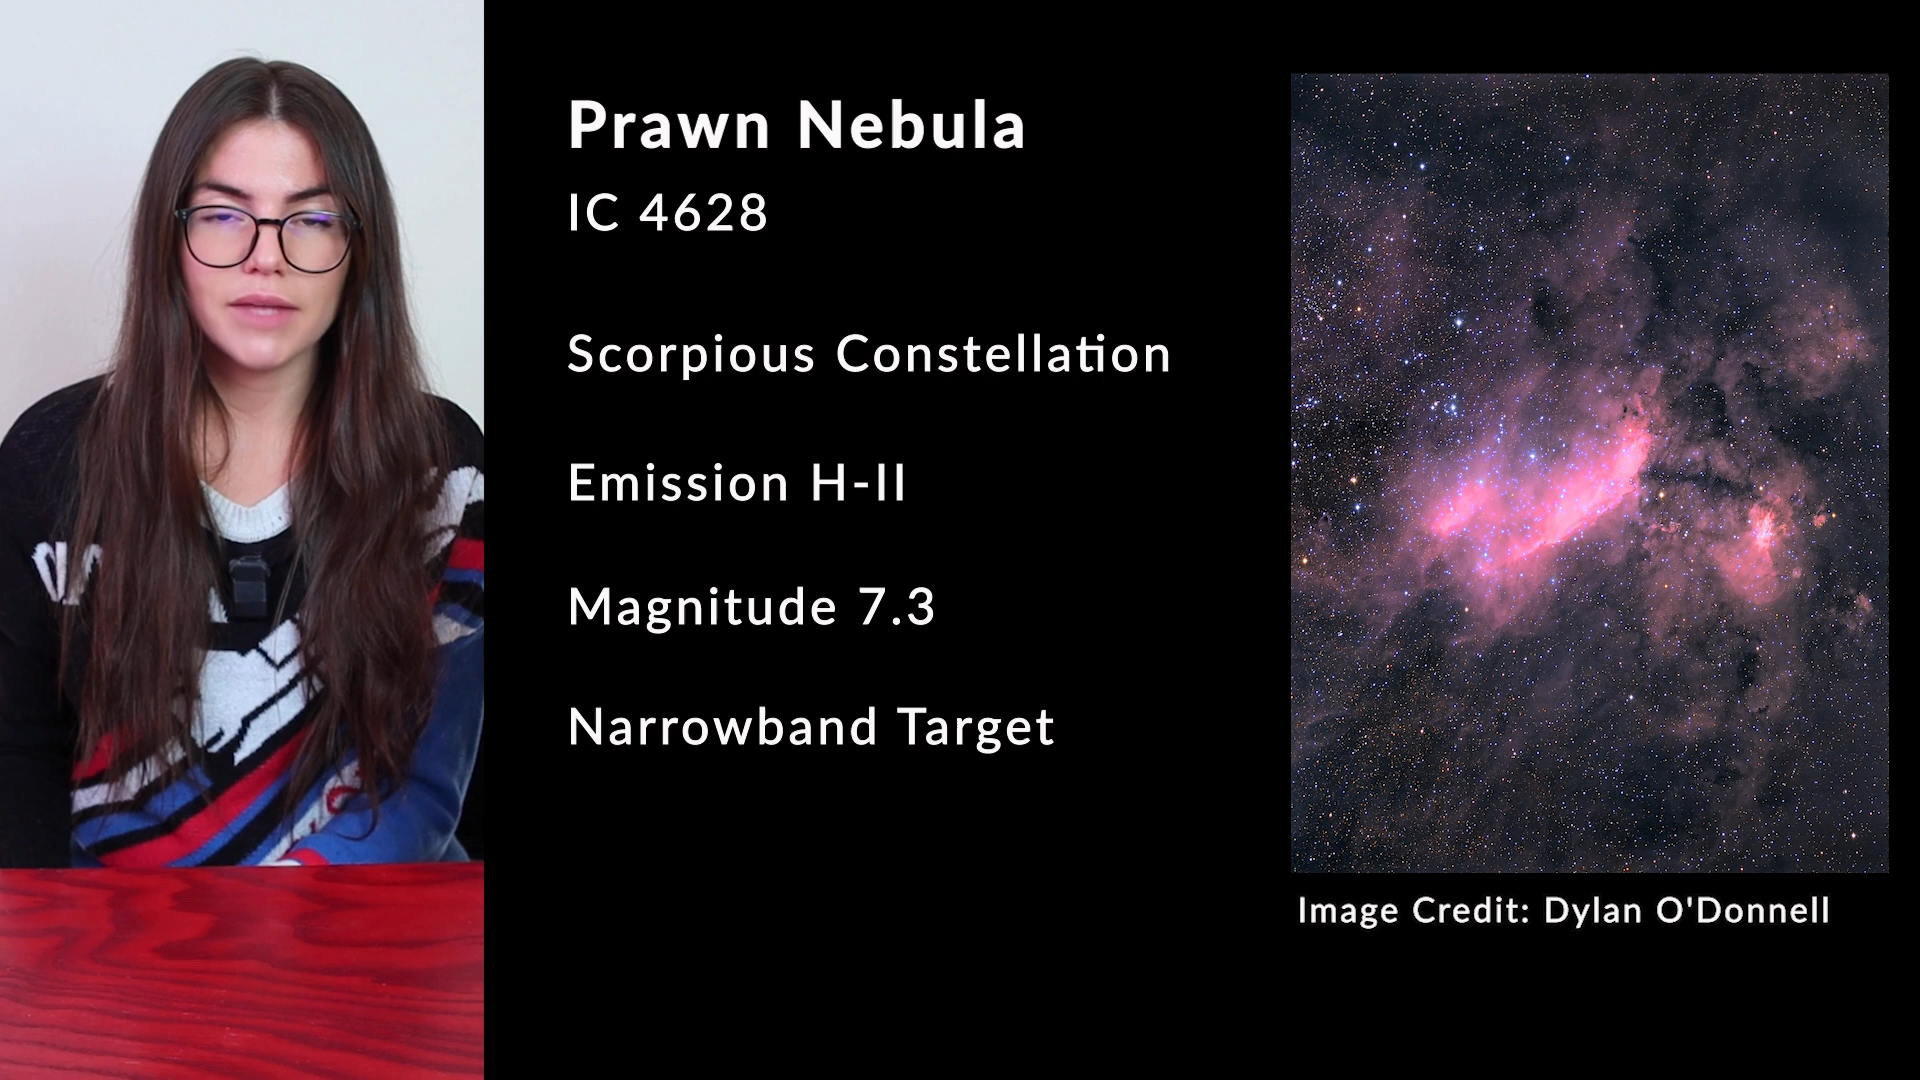 Prawn Nebula
IC 4628
Scorpious Constellation
Emission H-II
Magnitude 7.3
Narrowband Target
Image Credit: Dylan O'Donnell